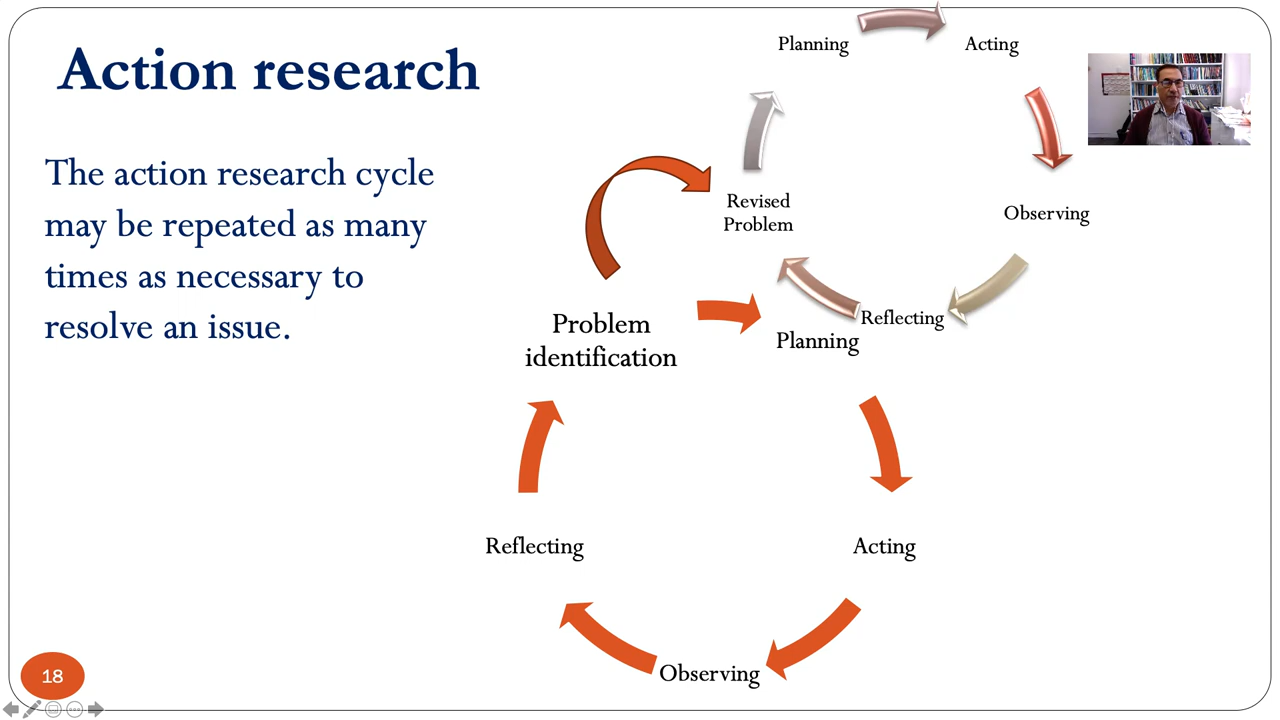 Action research
The action research cycle
may be repeated as many
times as necessary to
resolve an issue.
Planning
Acting
Revised
Problem
Observing
Reflecting
Problem
identification
Planning
Reflecting
Acting
Observing
18